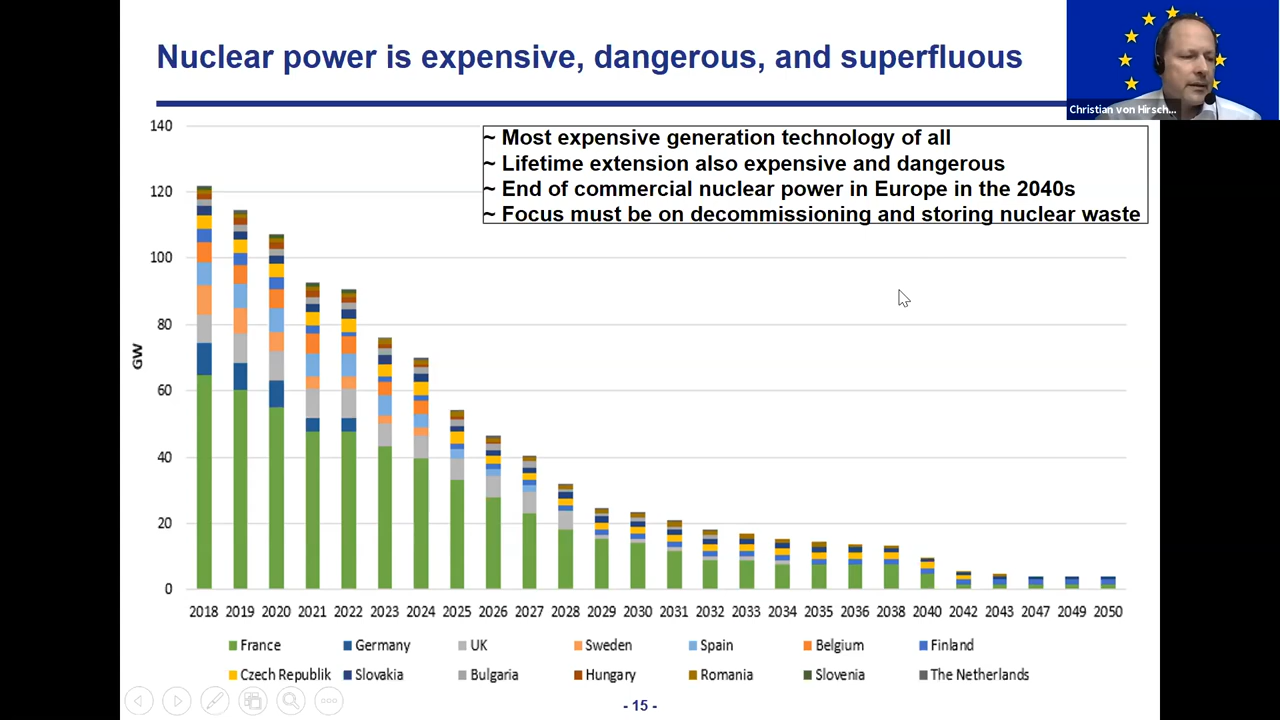 Nuclear power is expensive, dangerous, and superfluous
Christian von Hirsch...
~ Most expensive generation technology of all
~ Lifetime extension also expensive and dangerous
~ End of commercial nuclear power in Europe in the 2040s
~ Focus must be on decommissioning and storing nuclear waste
140
120
100
80
60
40
20
0
GW
2018 2019 2020 2021 2022 2023 2024 2025 2026 2027 2028 2029 2030 2031 2032 2033 2034 2035 2036 2038 2040 2042 2043 2047 2049 2050
France Germany UK Sweden Spain Belgium Finland
Czech Republik Slovakia Bulgaria Hungary Romania Slovenia The Netherlands
- 15 -